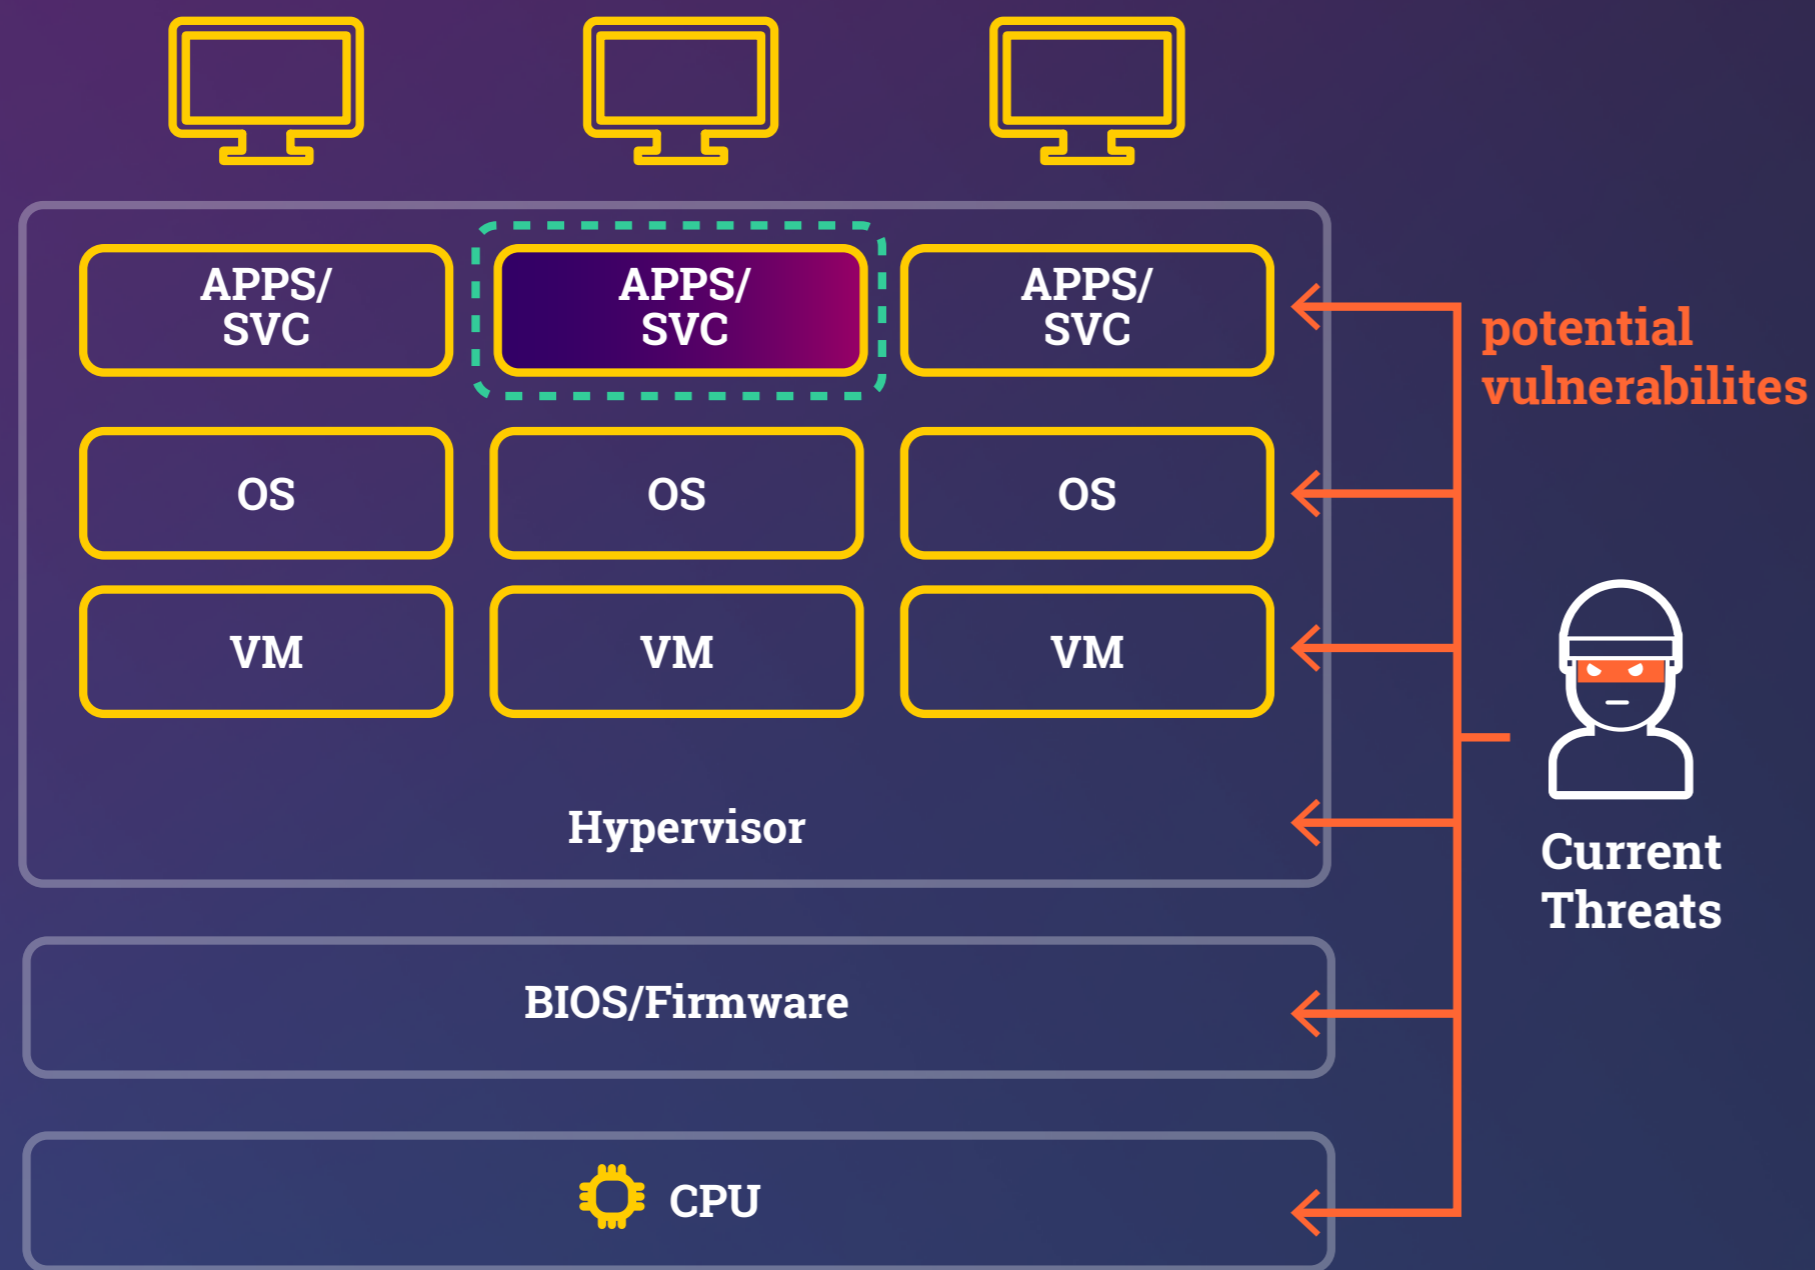 APPS/
SVC
APPS/
SVC
APPS/
SVC
potential
vulnerabilites
OS
OS
OS
VM
VM
VM
Hypervisor
Current
Threats
BIOS/Firmware
CPU